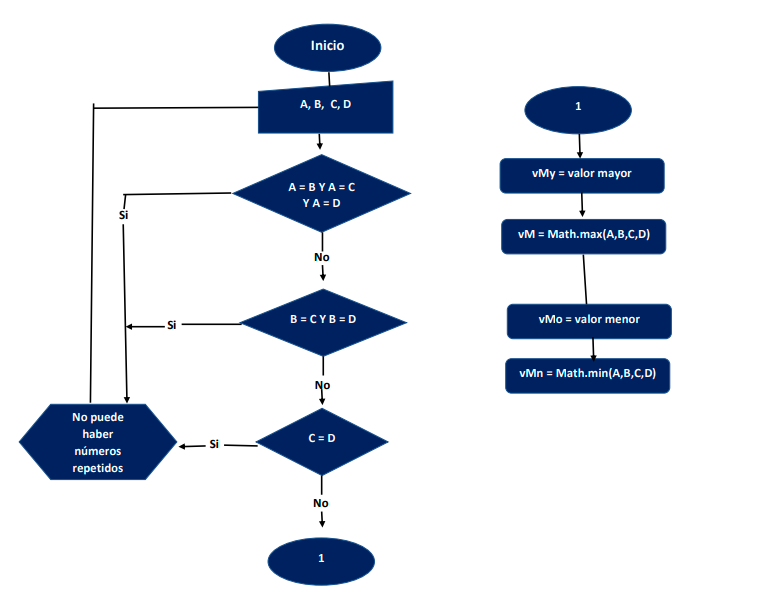 Inicio
A, B, C, D
A = B Y A = C
Y A = D
Si
No
B = C Y B = D
Si
No
C = D
Si
No puede
haber
números
repetidos
No
1
1
vMy = valor mayor
vM = Math.max(A,B,C,D)
vMo = valor menor
vMn = Math.min(A,B,C,D)